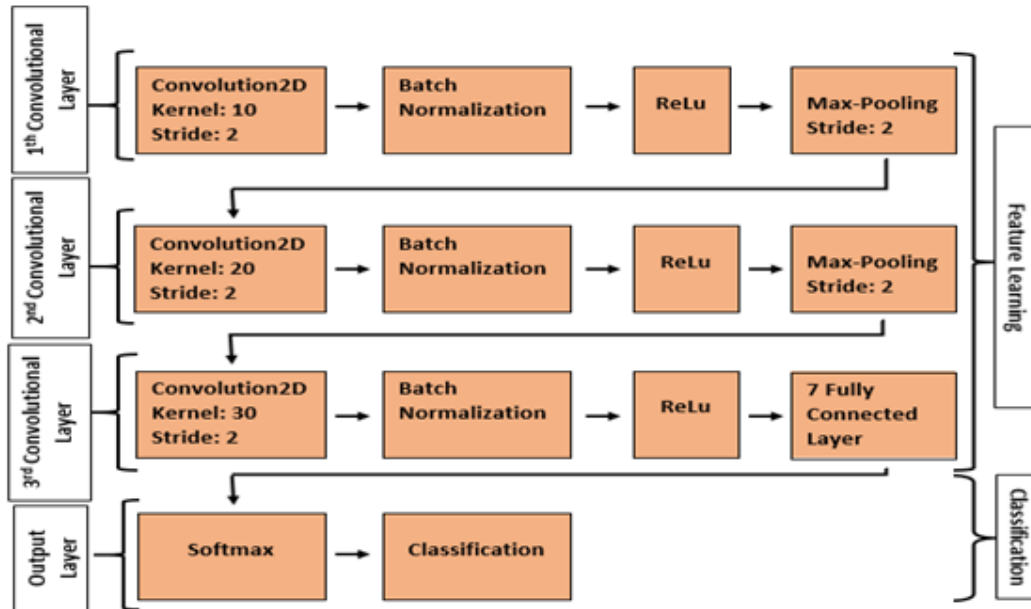 1th Convolutional
Layer
Convolution2D
Kernel: 10
Stride: 2
Batch
Normalization
ReLu
Max-Pooling
Stride: 2
2nd Convolutional
Layer
Convolution2D
Kernel: 20
Stride: 2
Batch
Normalization
ReLu
Max-Pooling
Stride: 2
Feature Learning
3rd Convolutional
Layer
Convolution2D
Kernel: 30
Stride: 2
Batch
Normalization
ReLu
7 Fully
Connected
Layer
Output
Layer
Softmax
Classification
Classification